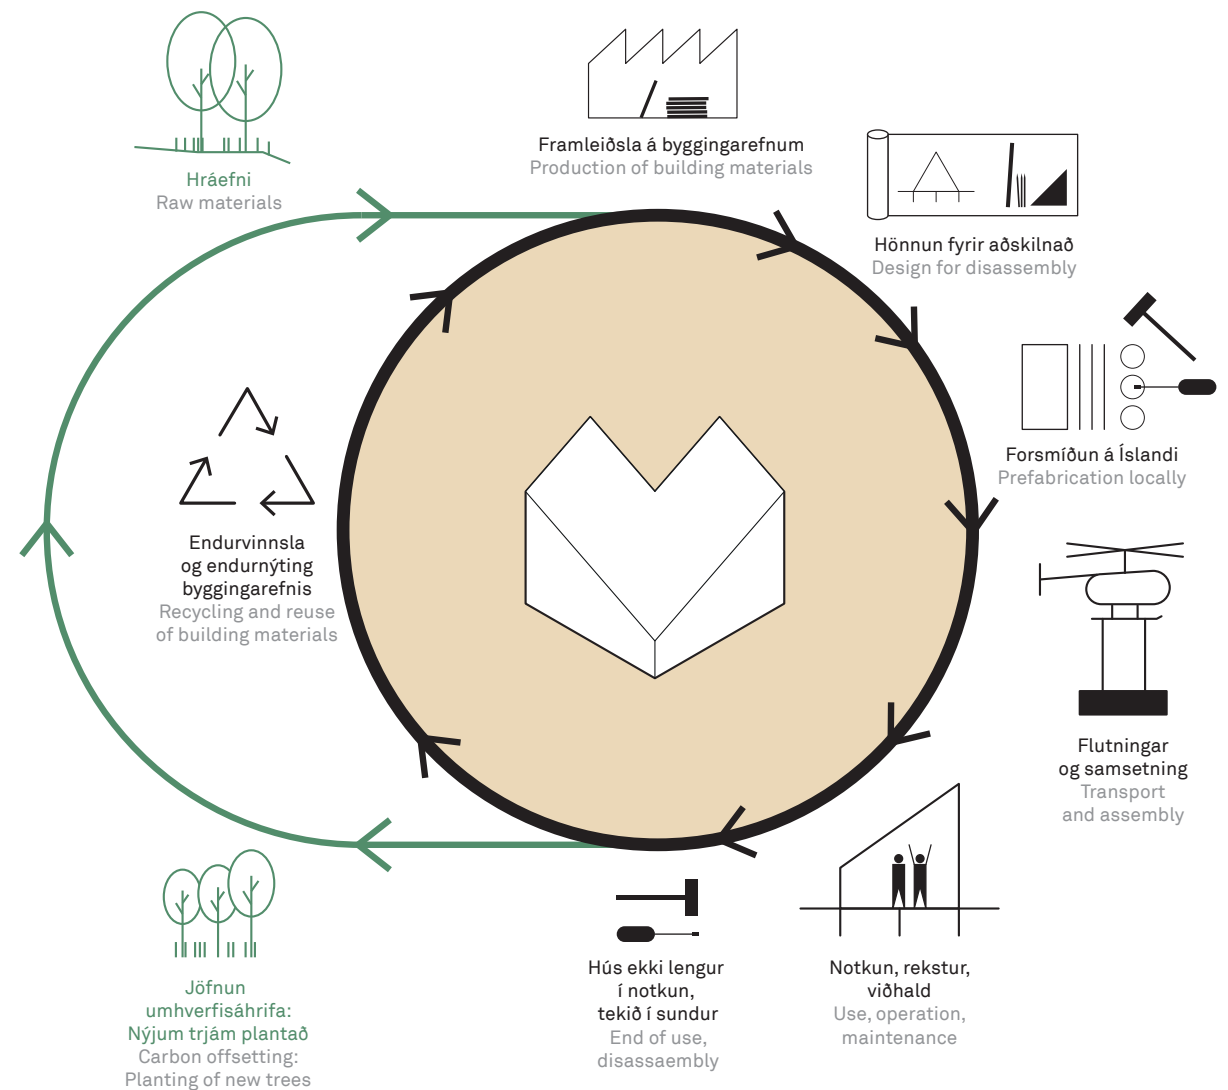 Hráefni
Raw materials
Framleiðsla á byggingarefnum
Production of building materials
Hönnun fyrir aðskilnað
Design for disassembly
Forsmíðun á Íslandi
Prefabrication locally
Flutningar
og samsetning
Transport
and assembly
Notkun, rekstur,
viðhald
Use, operation,
maintenance
Hús ekki lengur
í notkun,
tekið í sundur
End of use,
disassaembly
Jöfnun
umhverfisáhrifa:
Nýjum trjám plantað
Carbon offsetting:
Planting of new trees
Endurvinnsla
og endurnýting
byggingarefnis
Recycling and reuse
of building materials